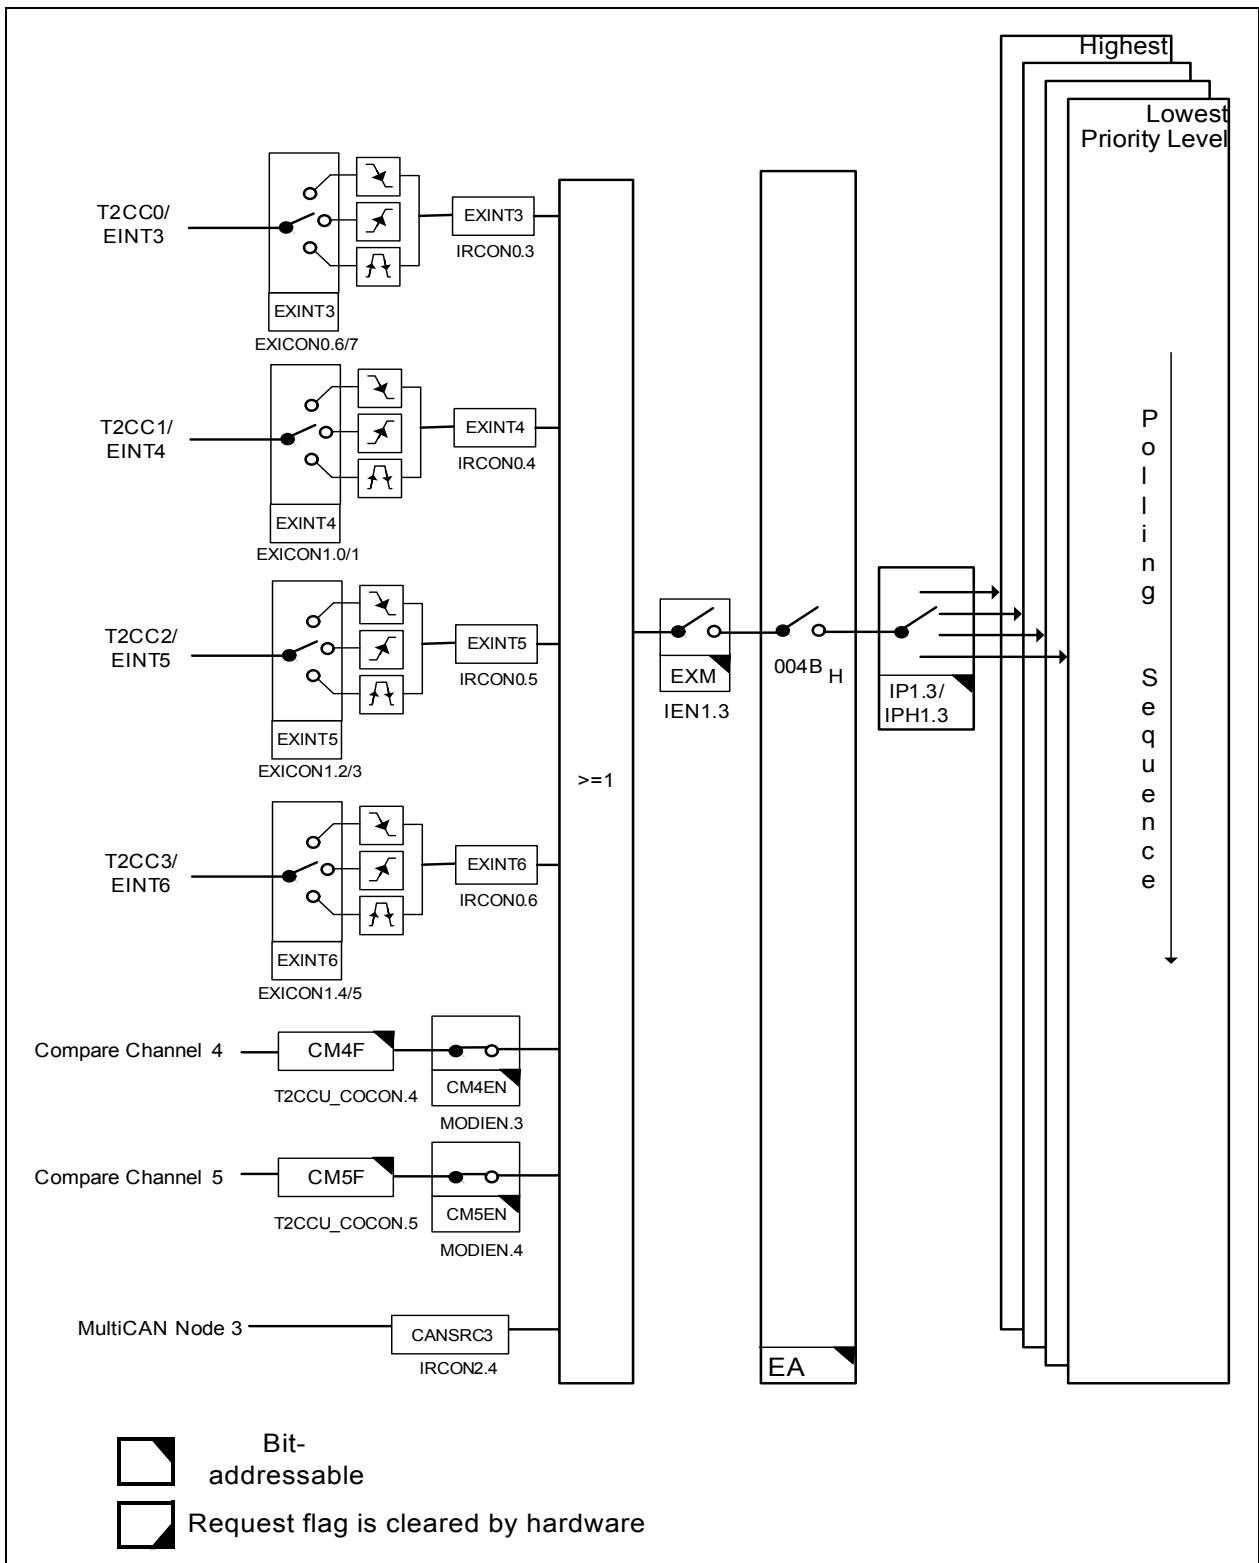 Highest
Lowest
Priority Level
T2CC0/
EINT3
EXINT3
IRCON0.3
EXINT3
EXICON0.6/7
T2CC1/
EINT4
EXINT4
IRCON0.4
EXINT4
EXICON1.0/1
T2CC2/
EINT5
EXINT5
IRCON0.5
EXINT5
EXICON1.2/3
T2CC3/
EINT6
EXINT6
IRCON0.6
EXINT6
EXICON1.4/5
Compare Channel 4
CM4F
T2CCU_COCON.4
CM4EN
MODIEN.3
Compare Channel 5
CM5F
T2CCU_COCON.5
CM5EN
MODIEN.4
MultiCAN Node 3
CANSRC3
IRCON2.4
>=1
EXM
IEN1.3
004B H
EA
IP1.3/
IPH1.3
Polling Sequence
Bit-
addressable
Request flag is cleared by hardware